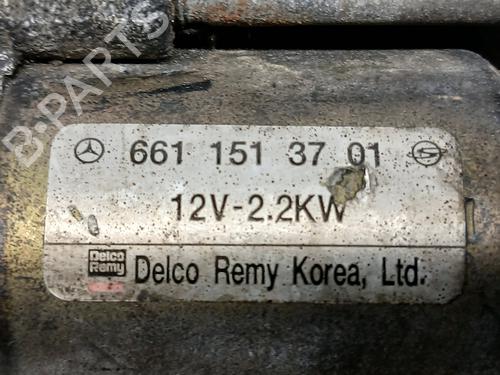 B-PARTS
661 151 37 01
12V-2.2KW
Delco
Remy
Delco Remy Korea, Ltd.